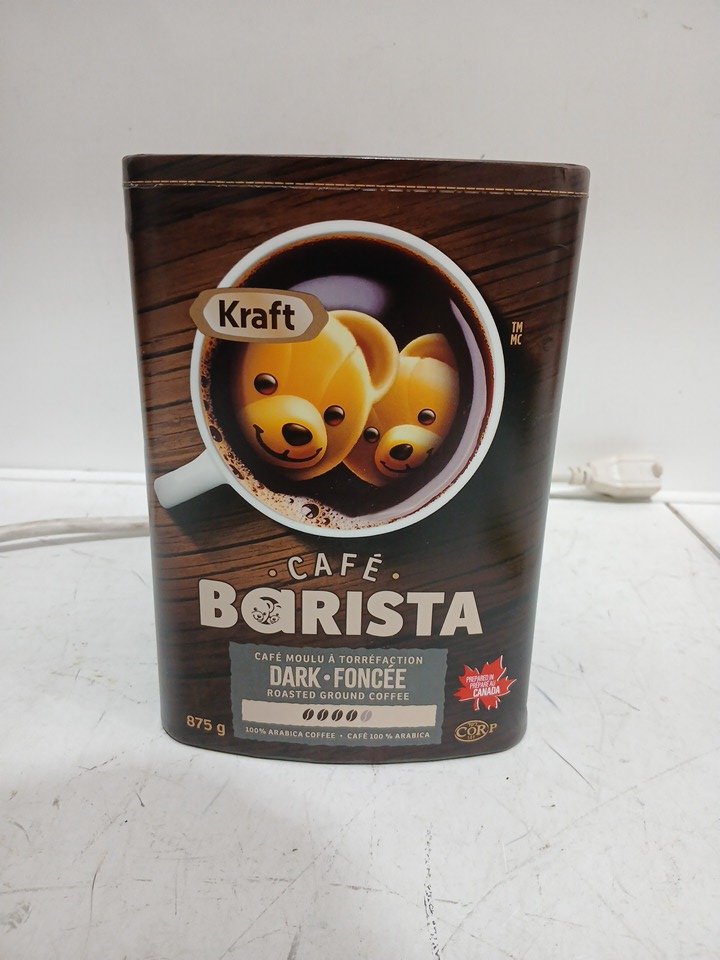 Kraft
TM
MC
CAFÉ
BARISTA
CAFÉ MOULU À TORRÉFACTION
DARK • FONCÉE
ROASTED GROUND COFFEE
875 g
100% ARABICA COFFEE • CAFÉ 100 % ARABICA
PREPARED IN
PRÉPARÉ AU
CANADA
COR P